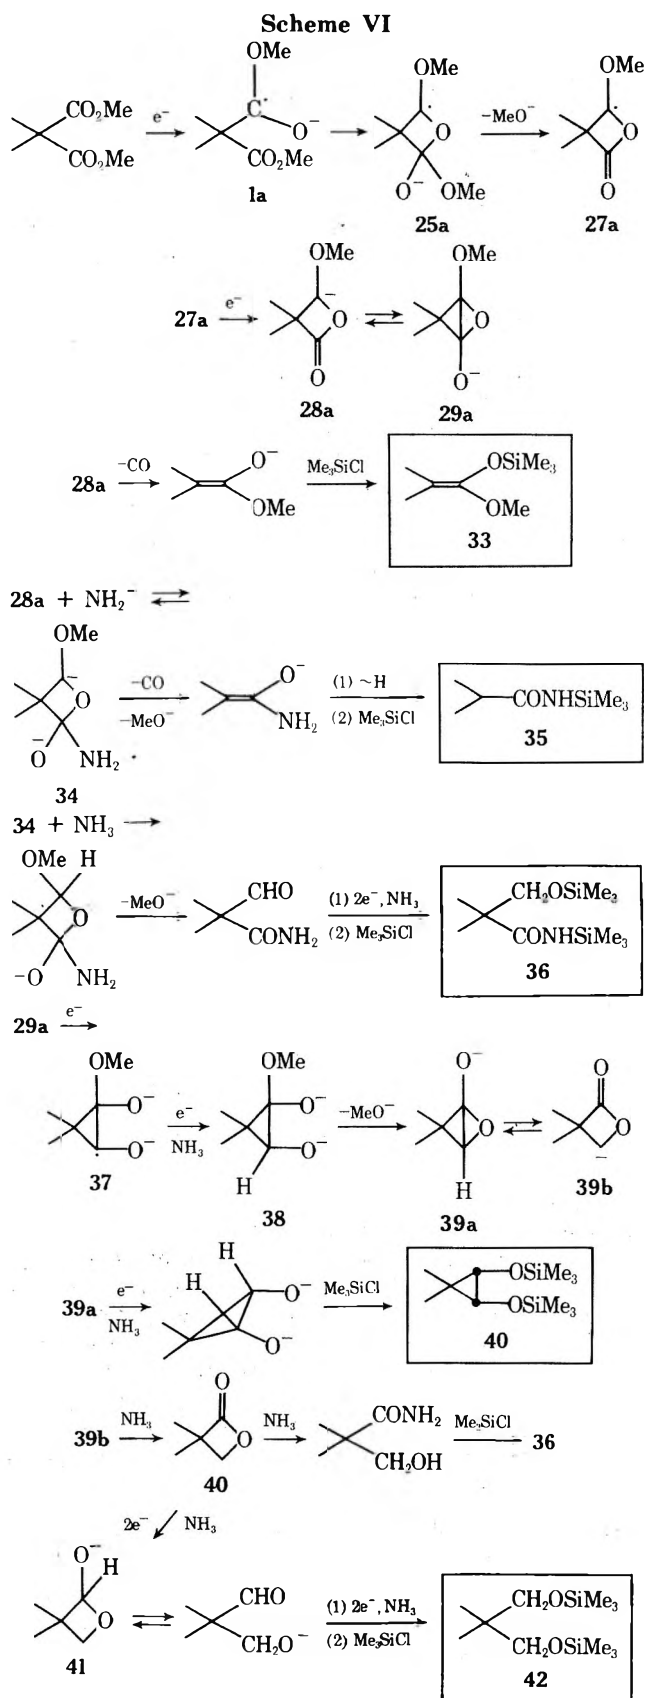 Scheme VI
OMe
CO₂Me
CO₂Me
e⁻
C·
O⁻
CO₂Me
1a
OMe
·
O
O⁻
OMe
25a
−MeO⁻
OMe
·
O
O
27a
27a e⁻
OMe
−
O
O
28a
OMe
O
O⁻
29a
28a −CO
O⁻
OMe
Me₃SiCl
OSiMe₃
OMe
33
28a + NH₂⁻
OMe
−
O
O⁻
NH₂
34
−CO
−MeO⁻
O⁻
NH₂
(1) ~H
(2) Me₃SiCl
CONHSiMe₃
35
34 + NH₃
OMe H
O
−O
NH₂
−MeO⁻
CHO
CONH₂
(1) 2e⁻, NH₃
(2) Me₃SiCl
CH₂OSiMe₃
CONHSiMe₃
36
29a e⁻
OMe
O⁻
O⁻
·
37
e⁻
NH₃
OMe
O⁻
O⁻
H
38
−MeO⁻
O⁻
O
H
39a
O
O
−
39b
39a e⁻
NH₃
H
H
O⁻
O⁻
Me₃SiCl
OSiMe₃
OSiMe₃
40
39b NH₃
O
O
40
NH₃
CONH₂
CH₂OH
Me₃SiCl
36
2e⁻ NH₃
O⁻
H
O
41
CHO
CH₂O⁻
(1) 2e⁻, NH₃
(2) Me₃SiCl
CH₂OSiMe₃
CH₂OSiMe₃
42